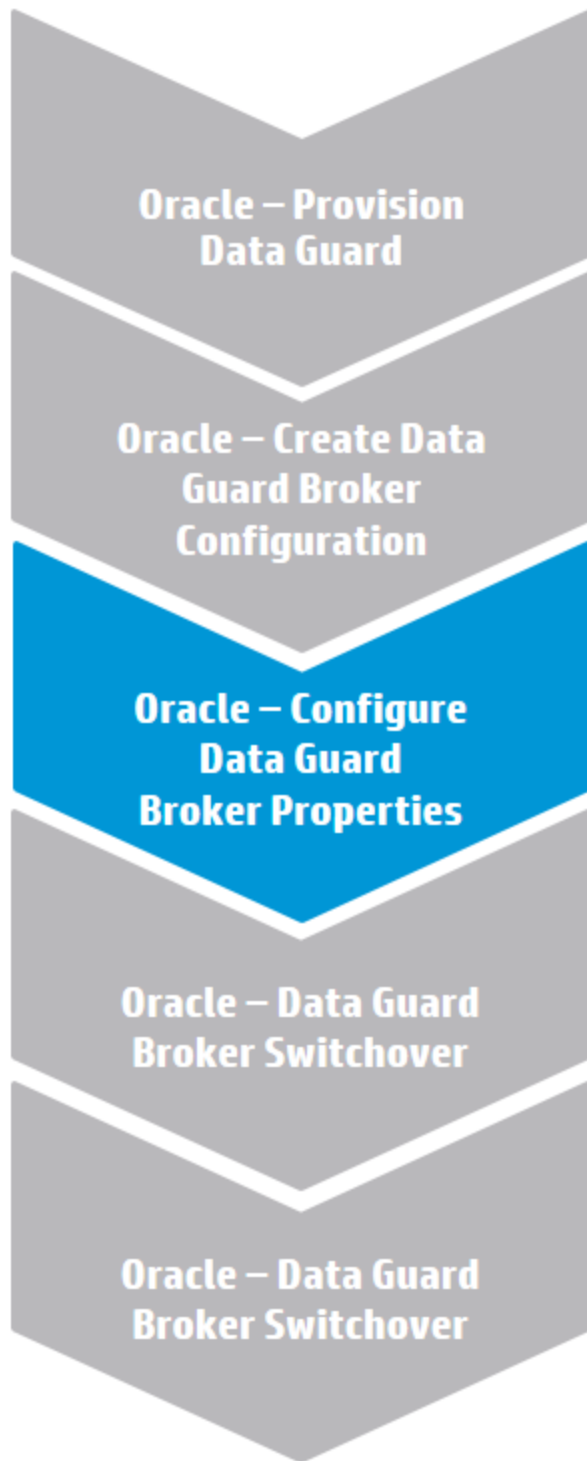 Oracle – Provision
Data Guard
Oracle – Create Data
Guard Broker
Configuration
Oracle – Configure
Data Guard
Broker Properties
Oracle – Data Guard
Broker Switchover
Oracle – Data Guard
Broker Switchover